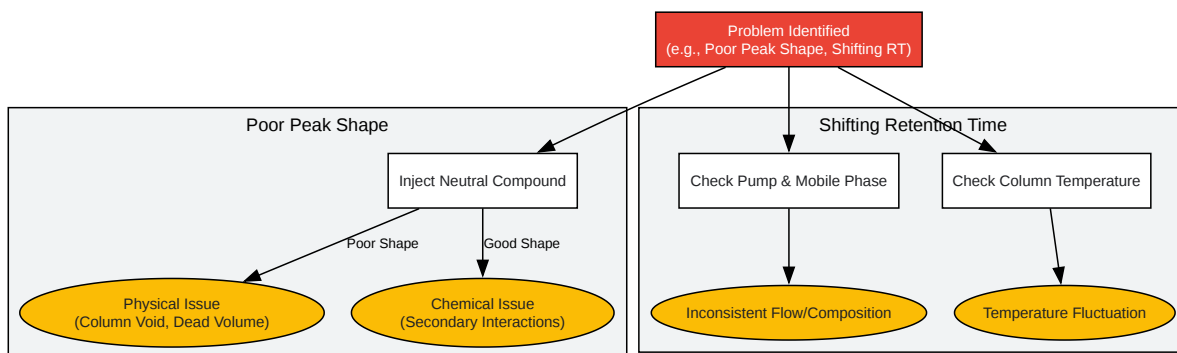 Problem Identified
(e.g., Poor Peak Shape, Shifting RT)
Poor Peak Shape
Shifting Retention Time
Inject Neutral Compound
Check Pump & Mobile Phase
Check Column Temperature
Poor Shape
Good Shape
Physical Issue
(Column Void, Dead Volume)
Chemical Issue
(Secondary Interactions)
Inconsistent Flow/Composition
Temperature Fluctuation